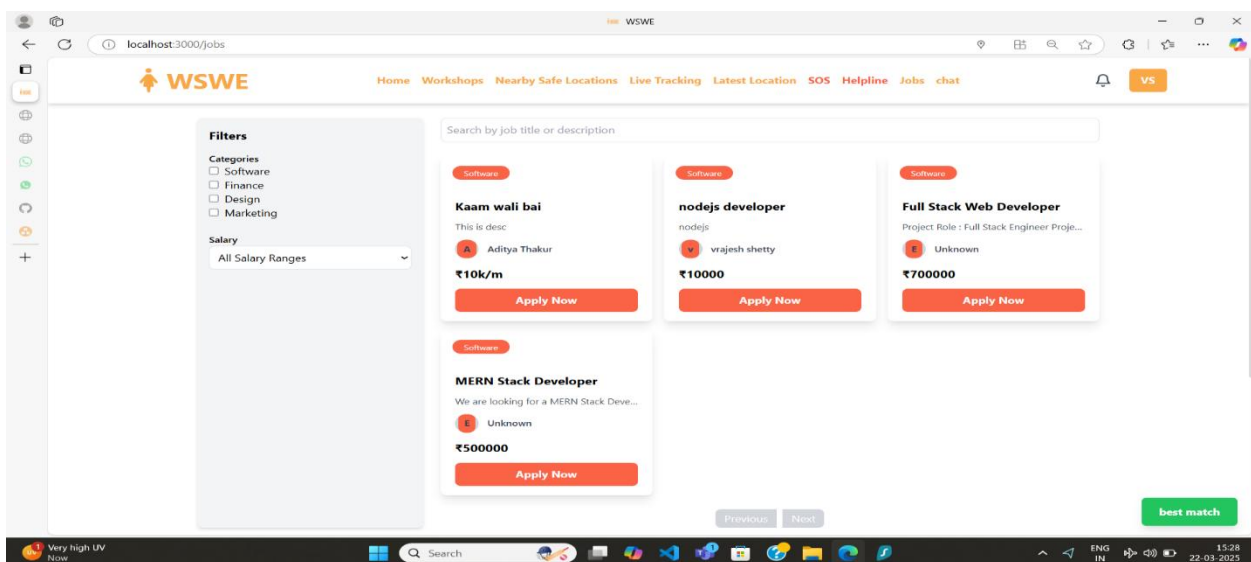 WSWE
localhost:3000/jobs
WSWE
Home Workshops Nearby Safe Locations Live Tracking Latest Location SOS Helpline Jobs chat
VS
Filters
Categories
Software
Finance
Design
Marketing
Salary
All Salary Ranges
Search by job title or description
Software
Kaam wali bai
This is desc
A Aditya Thakur
₹10k/m
Apply Now
Software
nodejs developer
nodejs
v vrajesh shetty
₹10000
Apply Now
Software
Full Stack Web Developer
Project Role : Full Stack Engineer Proje...
E Unknown
₹700000
Apply Now
Software
MERN Stack Developer
We are looking for a MERN Stack Deve...
E Unknown
₹500000
Apply Now
Previous Next
best match
Very high UV
Now
Search
ENG
IN
15:28
22-03-2025